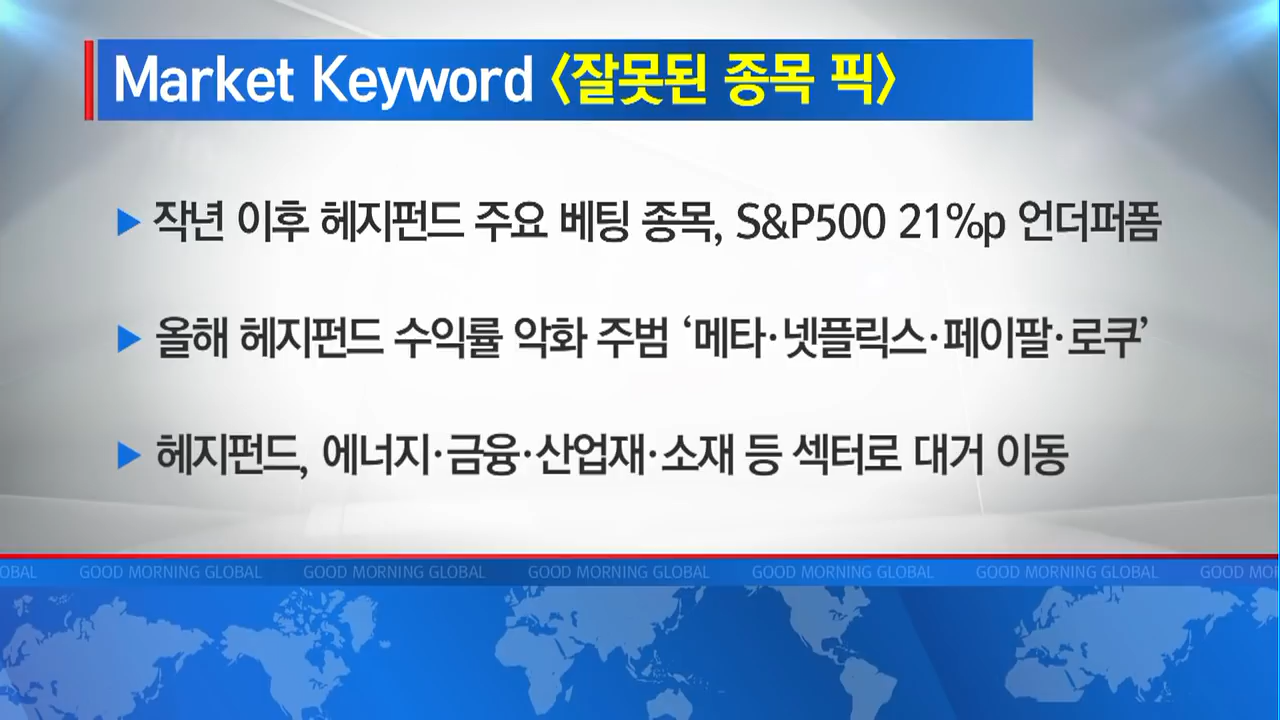 Market Keyword <잘못된 종목 픽>
▶ 작년 이후 헤지펀드 주요 베팅 종목, S&P500 21%p 언더퍼폼
▶ 올해 헤지펀드 수익률 악화 주범 ‘메타·넷플릭스·페이팔·로쿠’
▶ 헤지펀드, 에너지·금융·산업재·소재 등 섹터로 대거 이동
OBAL GOOD MORNING GLOBAL GOOD MORNING GLOBAL GOOD MORNING GLOBAL GOOD MORNING GLOBAL GOOD MORNING GLOBAL GOOD MOR